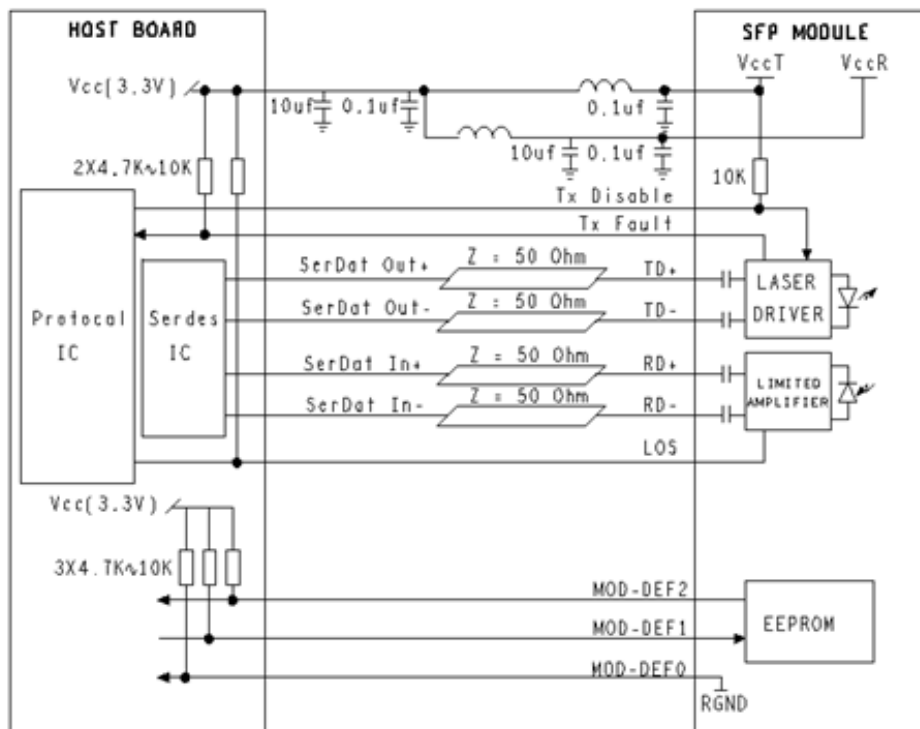 HOST BOARD
SFP MODULE
VccT
VccR
Vcc(3.3V)
10uf
0.1uf
0.1uf
10uf
0.1uf
2X4.7K∿10K
10K
Tx Disable
Tx Fault
Protocal
IC
Serdes
IC
SerDat Out+
Z = 50 Ohm
TD+
SerDat Out-
Z = 50 Ohm
TD-
LASER
DRIVER
SerDat In+
Z = 50 Ohm
RD+
SerDat In-
Z = 50 Ohm
RD-
LIMITED
AMPLIFIER
LOS
Vcc(3.3V)
3X4.7K∿10K
MOD-DEF2
MOD-DEF1
MOD-DEF0
EEPROM
RGND